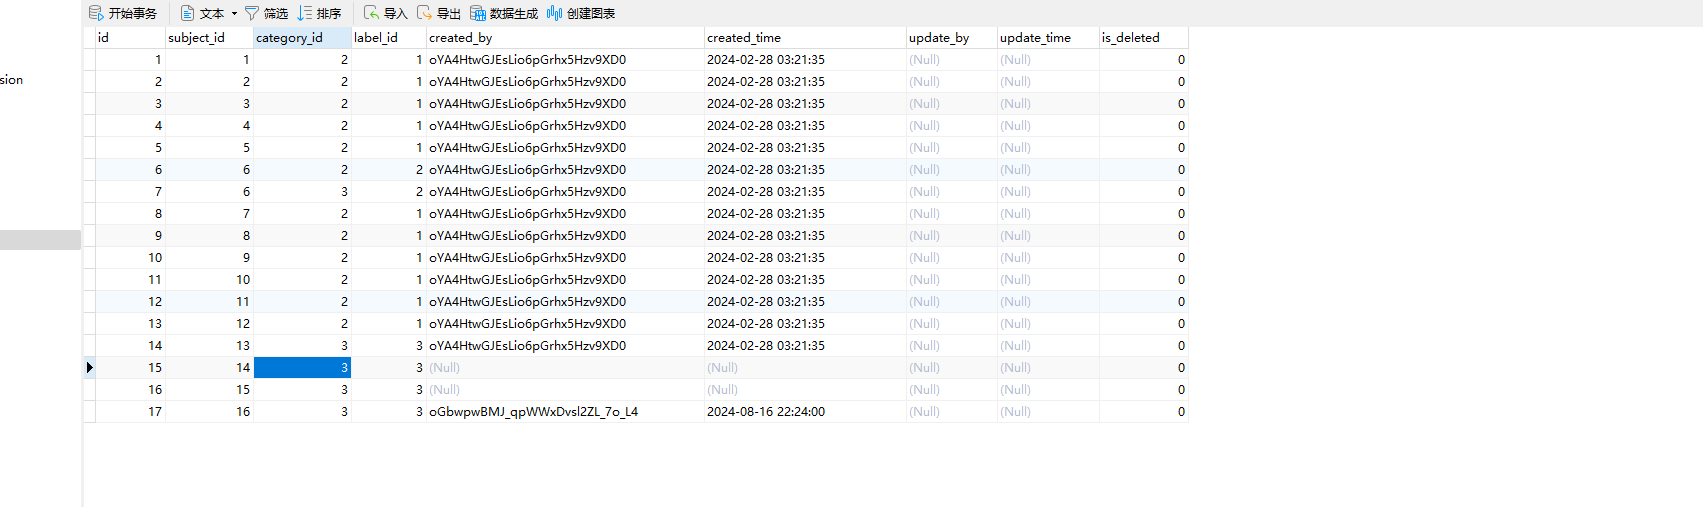 开始事务 文本 筛选 排序 导入 导出 数据生成 创建图表
id subject_id category_id label_id created_by created_time update_by update_time is_deleted
1 1 2 1 oYA4HtwGJEsLio6pGrhx5Hzv9XD0 2024-02-28 03:21:35 (Null) (Null) 0
sion
2 2 2 1 oYA4HtwGJEsLio6pGrhx5Hzv9XD0 2024-02-28 03:21:35 (Null) (Null) 0
3 3 2 1 oYA4HtwGJEsLio6pGrhx5Hzv9XD0 2024-02-28 03:21:35 (Null) (Null) 0
4 4 2 1 oYA4HtwGJEsLio6pGrhx5Hzv9XD0 2024-02-28 03:21:35 (Null) (Null) 0
5 5 2 1 oYA4HtwGJEsLio6pGrhx5Hzv9XD0 2024-02-28 03:21:35 (Null) (Null) 0
6 6 2 2 oYA4HtwGJEsLio6pGrhx5Hzv9XD0 2024-02-28 03:21:35 (Null) (Null) 0
7 6 3 2 oYA4HtwGJEsLio6pGrhx5Hzv9XD0 2024-02-28 03:21:35 (Null) (Null) 0
8 7 2 1 oYA4HtwGJEsLio6pGrhx5Hzv9XD0 2024-02-28 03:21:35 (Null) (Null) 0
9 8 2 1 oYA4HtwGJEsLio6pGrhx5Hzv9XD0 2024-02-28 03:21:35 (Null) (Null) 0
10 9 2 1 oYA4HtwGJEsLio6pGrhx5Hzv9XD0 2024-02-28 03:21:35 (Null) (Null) 0
11 10 2 1 oYA4HtwGJEsLio6pGrhx5Hzv9XD0 2024-02-28 03:21:35 (Null) (Null) 0
12 11 2 1 oYA4HtwGJEsLio6pGrhx5Hzv9XD0 2024-02-28 03:21:35 (Null) (Null) 0
13 12 2 1 oYA4HtwGJEsLio6pGrhx5Hzv9XD0 2024-02-28 03:21:35 (Null) (Null) 0
14 13 3 3 oYA4HtwGJEsLio6pGrhx5Hzv9XD0 2024-02-28 03:21:35 (Null) (Null) 0
15 14 3 3 (Null) (Null) (Null) (Null) 0
16 15 3 3 (Null) (Null) (Null) (Null) 0
17 16 3 3 oGbwpwBMJ_qpWWxDvsl2ZL_7o_L4 2024-08-16 22:24:00 (Null) (Null) 0